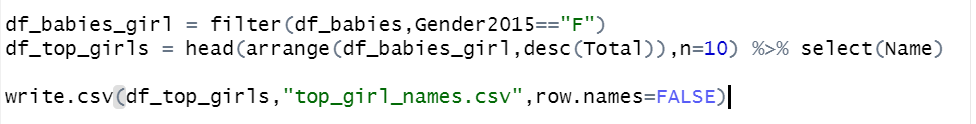 df_babies_girl = filter(df_babies,Gender2015=="F")
df_top_girls = head(arrange(df_babies_girl,desc(Total)),n=10) %>% select(Name)
write.csv(df_top_girls,"top_girl_names.csv",row.names=FALSE)